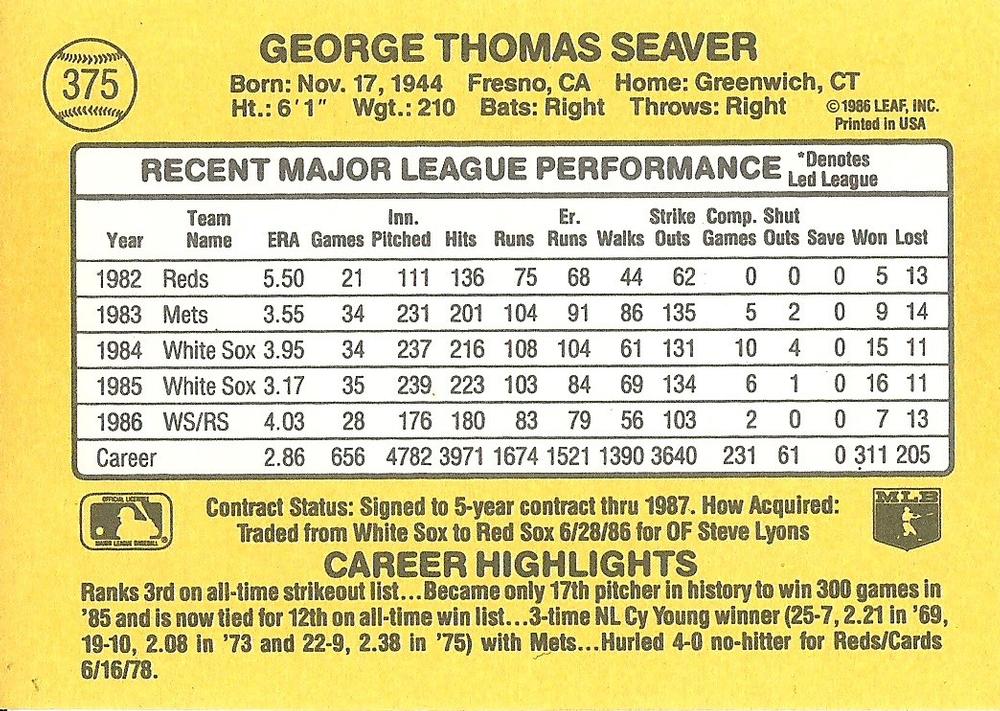 GEORGE THOMAS SEAVER
375
Born: Nov. 17, 1944 Fresno, CA Home: Greenwich, CT
Ht.: 6'1" Wgt.: 210 Bats: Right Throws: Right ©1986 LEAF, INC.
Printed in USA
RECENT MAJOR LEAGUE PERFORMANCE *Denotes
Led League
Team Inn. Er. Strike Comp. Shut
Year Name ERA Games Pitched Hits Runs Runs Walks Outs Games Outs Save Won Lost
1982 Reds 5.50 21 111 136 75 68 44 62 0 0 0 5 13
1983 Mets 3.55 34 231 201 104 91 86 135 5 2 0 9 14
1984 White Sox 3.95 34 237 216 108 104 61 131 10 4 0 15 11
1985 White Sox 3.17 35 239 223 103 84 69 134 6 1 0 16 11
1986 WS/RS 4.03 28 176 180 83 79 56 103 2 0 0 7 13
Career 2.86 656 4782 3971 1674 1521 1390 3640 231 61 0 311 205
OFFICIAL LICENSEE
MAJOR LEAGUE BASEBALL
Contract Status: Signed to 5-year contract thru 1987. How Acquired:
Traded from White Sox to Red Sox 6/28/86 for OF Steve Lyons
MLB
CAREER HIGHLIGHTS
Ranks 3rd on all-time strikeout list...Became only 17th pitcher in history to win 300 games in
'85 and is now tied for 12th on all-time win list...3-time NL Cy Young winner (25-7, 2.21 in '69,
19-10, 2.08 in '73 and 22-9, 2.38 in '75) with Mets...Hurled 4-0 no-hitter for Reds/Cards
6/16/78.